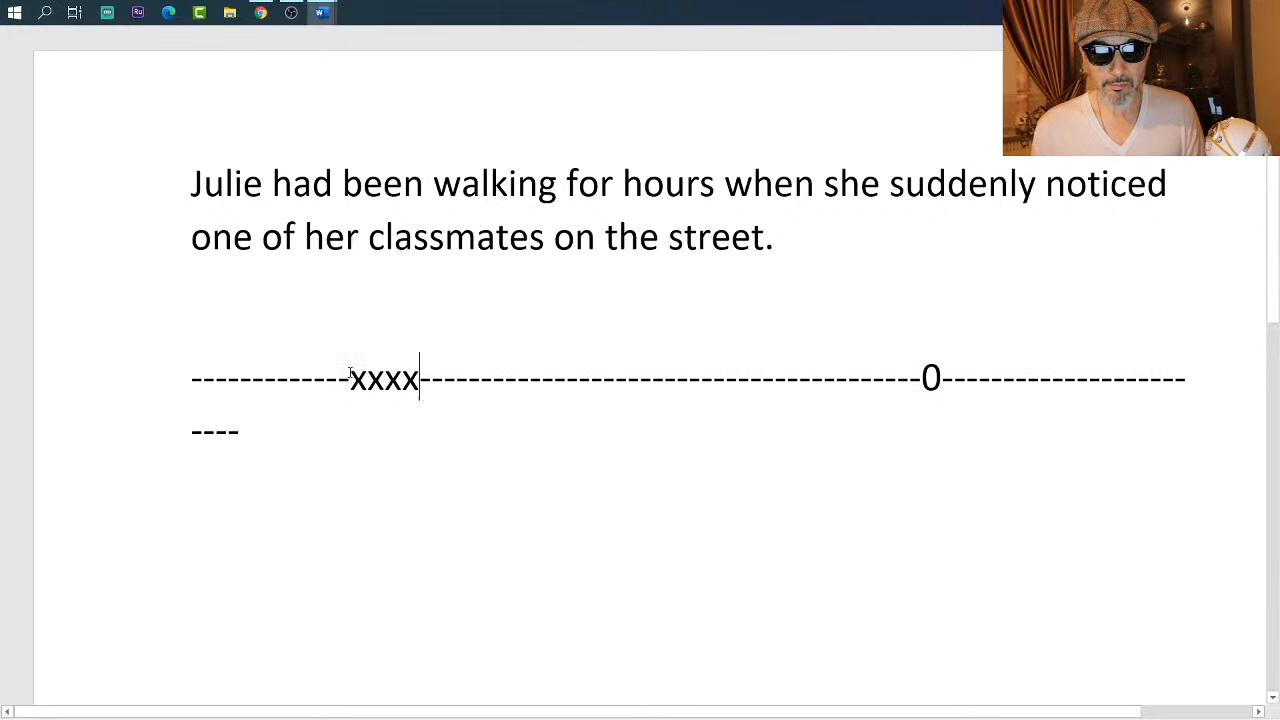 Julie had been walking for hours when she suddenly noticed
one of her classmates on the street.
-------------xxxx-----------------------------------------0--------------------
----